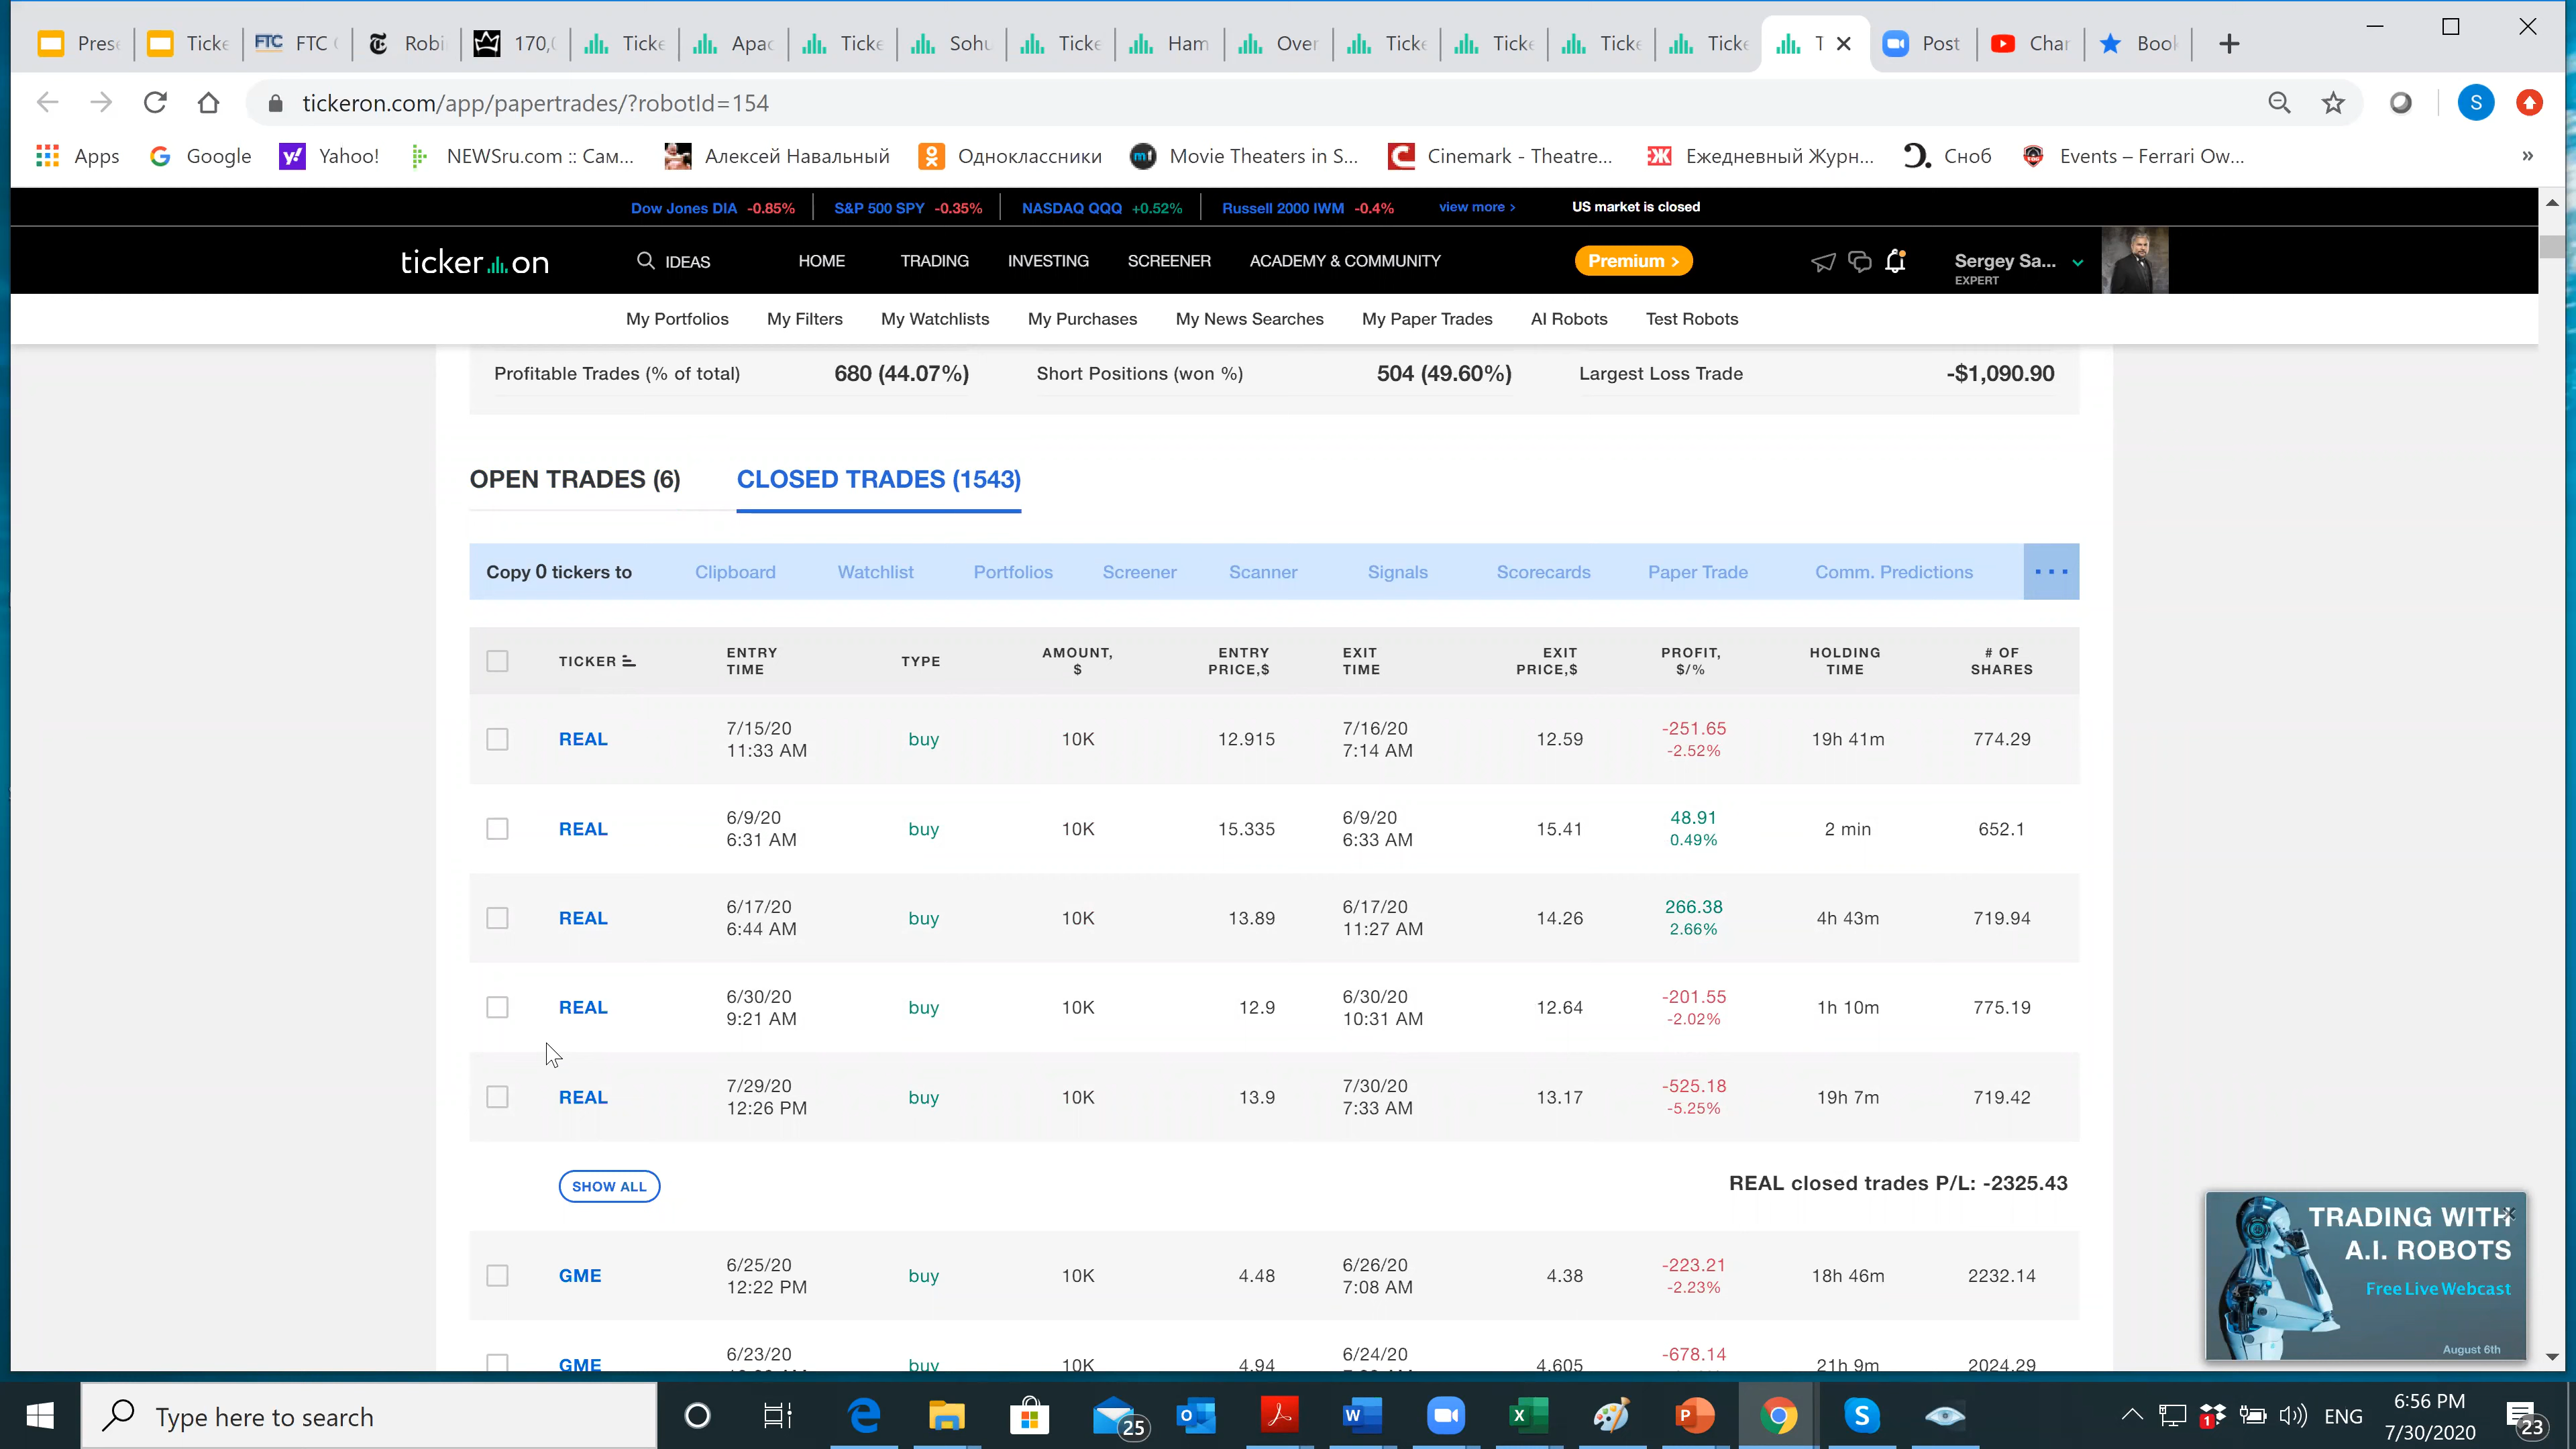 Prese
Ticke
FTC FTC
Robi
170,
Ticke
Apac
Ticke
Sohu
Ticke
Ham
Over
Ticke
Ticke
Ticke
Ticke
T
Post
Char
Book
tickeron.com/app/papertrades/?robotId=154
S
Apps
Google
Yahoo!
NEWSru.com :: Сам...
Алексей Навальный
Одноклассники
Movie Theaters in S...
Cinemark - Theatre...
Ежедневный Журн...
Сноб
Events – Ferrari Ow...
»
Dow Jones DIA -0.85%
S&P 500 SPY -0.35%
NASDAQ QQQ +0.52%
Russell 2000 IWM -0.4%
view more >
US market is closed
tickeron
IDEAS
HOME
TRADING
INVESTING
SCREENER
ACADEMY & COMMUNITY
Premium >
Sergey Sa...
EXPERT
My Portfolios
My Filters
My Watchlists
My Purchases
My News Searches
My Paper Trades
AI Robots
Test Robots
Profitable Trades (% of total) 680 (44.07%)
Short Positions (won %) 504 (49.60%)
Largest Loss Trade -$1,090.90
OPEN TRADES (6)
CLOSED TRADES (1543)
Copy 0 tickers to Clipboard Watchlist Portfolios Screener Scanner Signals Scorecards Paper Trade Comm. Predictions ...
TICKER
ENTRY TIME
TYPE
AMOUNT, $
ENTRY PRICE,$
EXIT TIME
EXIT PRICE,$
PROFIT, $/%
HOLDING TIME
# OF SHARES
REAL 7/15/20 11:33 AM buy 10K 12.915 7/16/20 7:14 AM 12.59 -251.65 -2.52% 19h 41m 774.29
REAL 6/9/20 6:31 AM buy 10K 15.335 6/9/20 6:33 AM 15.41 48.91 0.49% 2 min 652.1
REAL 6/17/20 6:44 AM buy 10K 13.89 6/17/20 11:27 AM 14.26 266.38 2.66% 4h 43m 719.94
REAL 6/30/20 9:21 AM buy 10K 12.9 6/30/20 10:31 AM 12.64 -201.55 -2.02% 1h 10m 775.19
REAL 7/29/20 12:26 PM buy 10K 13.9 7/30/20 7:33 AM 13.17 -525.18 -5.25% 19h 7m 719.42
SHOW ALL
REAL closed trades P/L: -2325.43
GME 6/25/20 12:22 PM buy 10K 4.48 6/26/20 7:08 AM 4.38 -223.21 -2.23% 18h 46m 2232.14
GME 6/23/20 buy 10K 4.94 6/24/20 4.605 -678.14 21h 9m 2024.29
TRADING WITH
A.I. ROBOTS
Free Live Webcast
August 6th
Type here to search
25
1
ENG
6:56 PM
7/30/2020
23